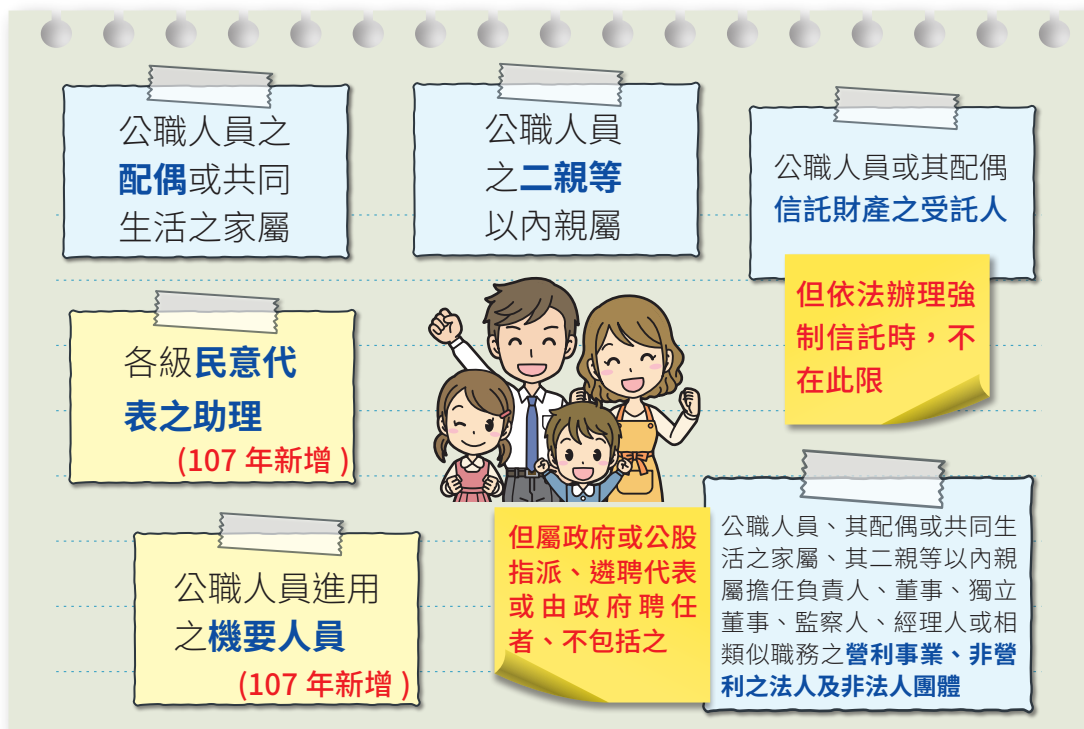 公職人員之
配偶或共同
生活之家屬
公職人員
之二親等
以內親屬
公職人員或其配偶
信託財產之受託人
但依法辦理強
制信託時，不
在此限
各級民意代
表之助理
(107 年新增 )
公職人員進用
之機要人員
(107 年新增 )
但屬政府或公股
指派、遴聘代表
或由政府聘任
者、不包括之
公職人員、其配偶或共同生
活之家屬、其二親等以內親
屬擔任負責人、董事、獨立
董事、監察人、經理人或相
類似職務之營利事業、非營
利之法人及非法人團體